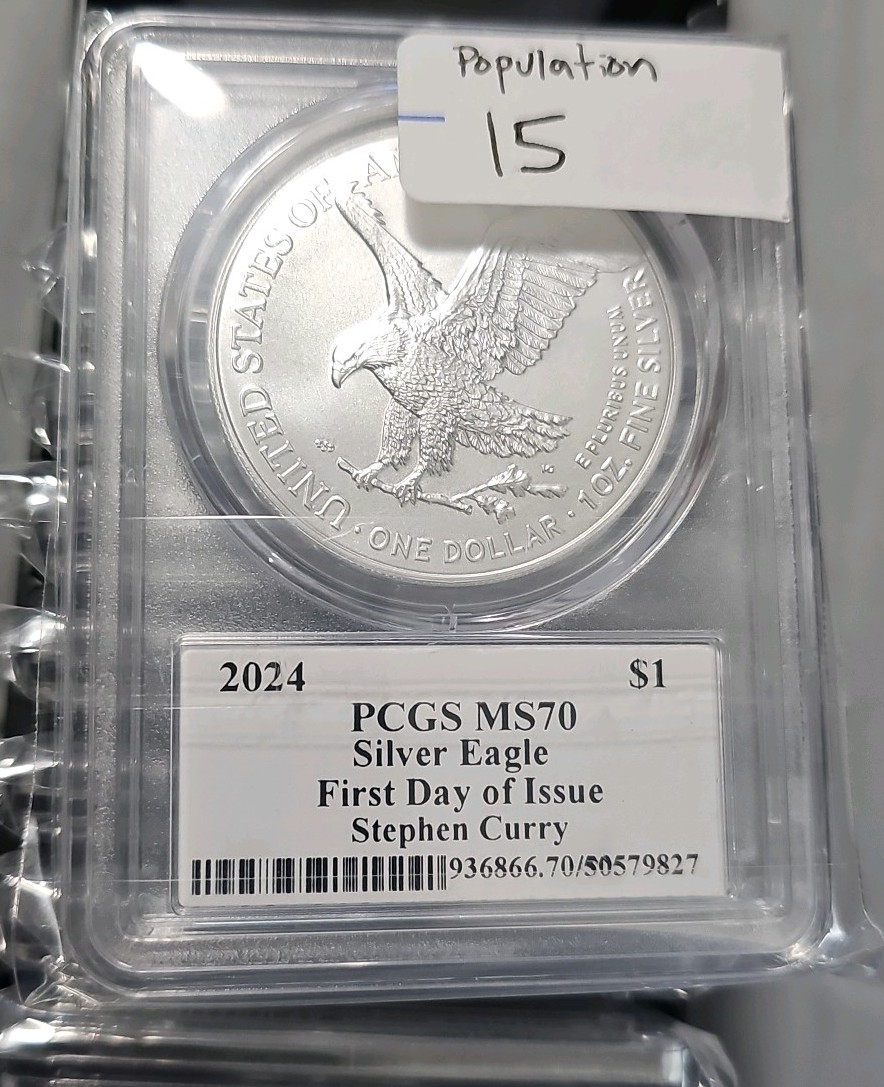 Population
15
UNITED STATES OF
E PLURIBUS UNUM
ONE DOLLAR • 1 OZ. FINE SILVER
2024 $1
PCGS MS70
Silver Eagle
First Day of Issue
Stephen Curry
936866.70/50579827